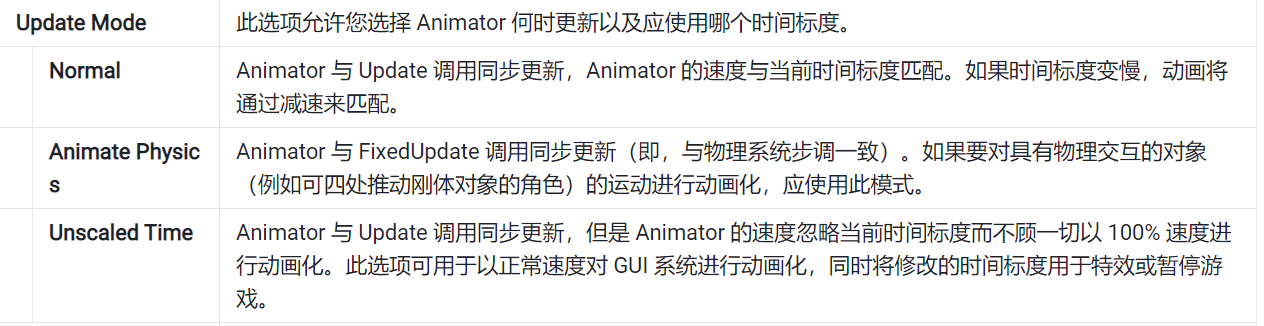 Update Mode 此选项允许您选择 Animator 何时更新以及应使用哪个时间标度。
Normal Animator 与 Update 调用同步更新，Animator 的速度与当前时间标度匹配。如果时间标度变慢，动画将
通过减速来匹配。
Animate Physic Animator 与 FixedUpdate 调用同步更新（即，与物理系统步调一致）。如果要对具有物理交互的对象
s （例如可四处推动刚体对象的角色）的运动进行动画化，应使用此模式。
Unscaled Time Animator 与 Update 调用同步更新，但是 Animator 的速度忽略当前时间标度而不顾一切以 100% 速度进
行动画化。此选项可用于以正常速度对 GUI 系统进行动画化，同时将修改的时间标度用于特效或暂停游
戏。